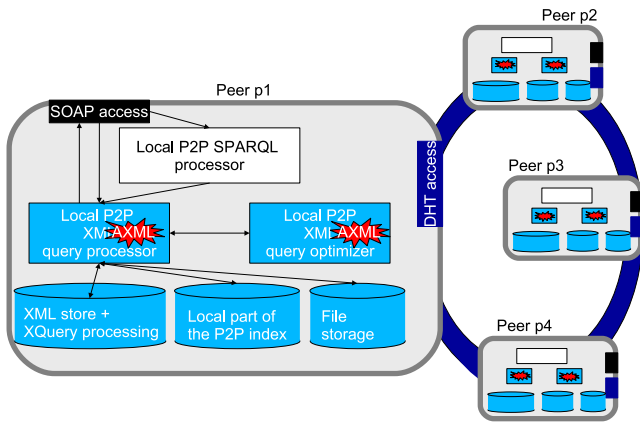 Peer p2
Peer p1
SOAP access
Local P2P SPARQL
processor
DHT access
Peer p3
Local P2P
XM AXML
query processor
Local P2P
XM AXML
query optimizer
XML store +
XQuery processing
Local part of
the P2P index
File
storage
Peer p4